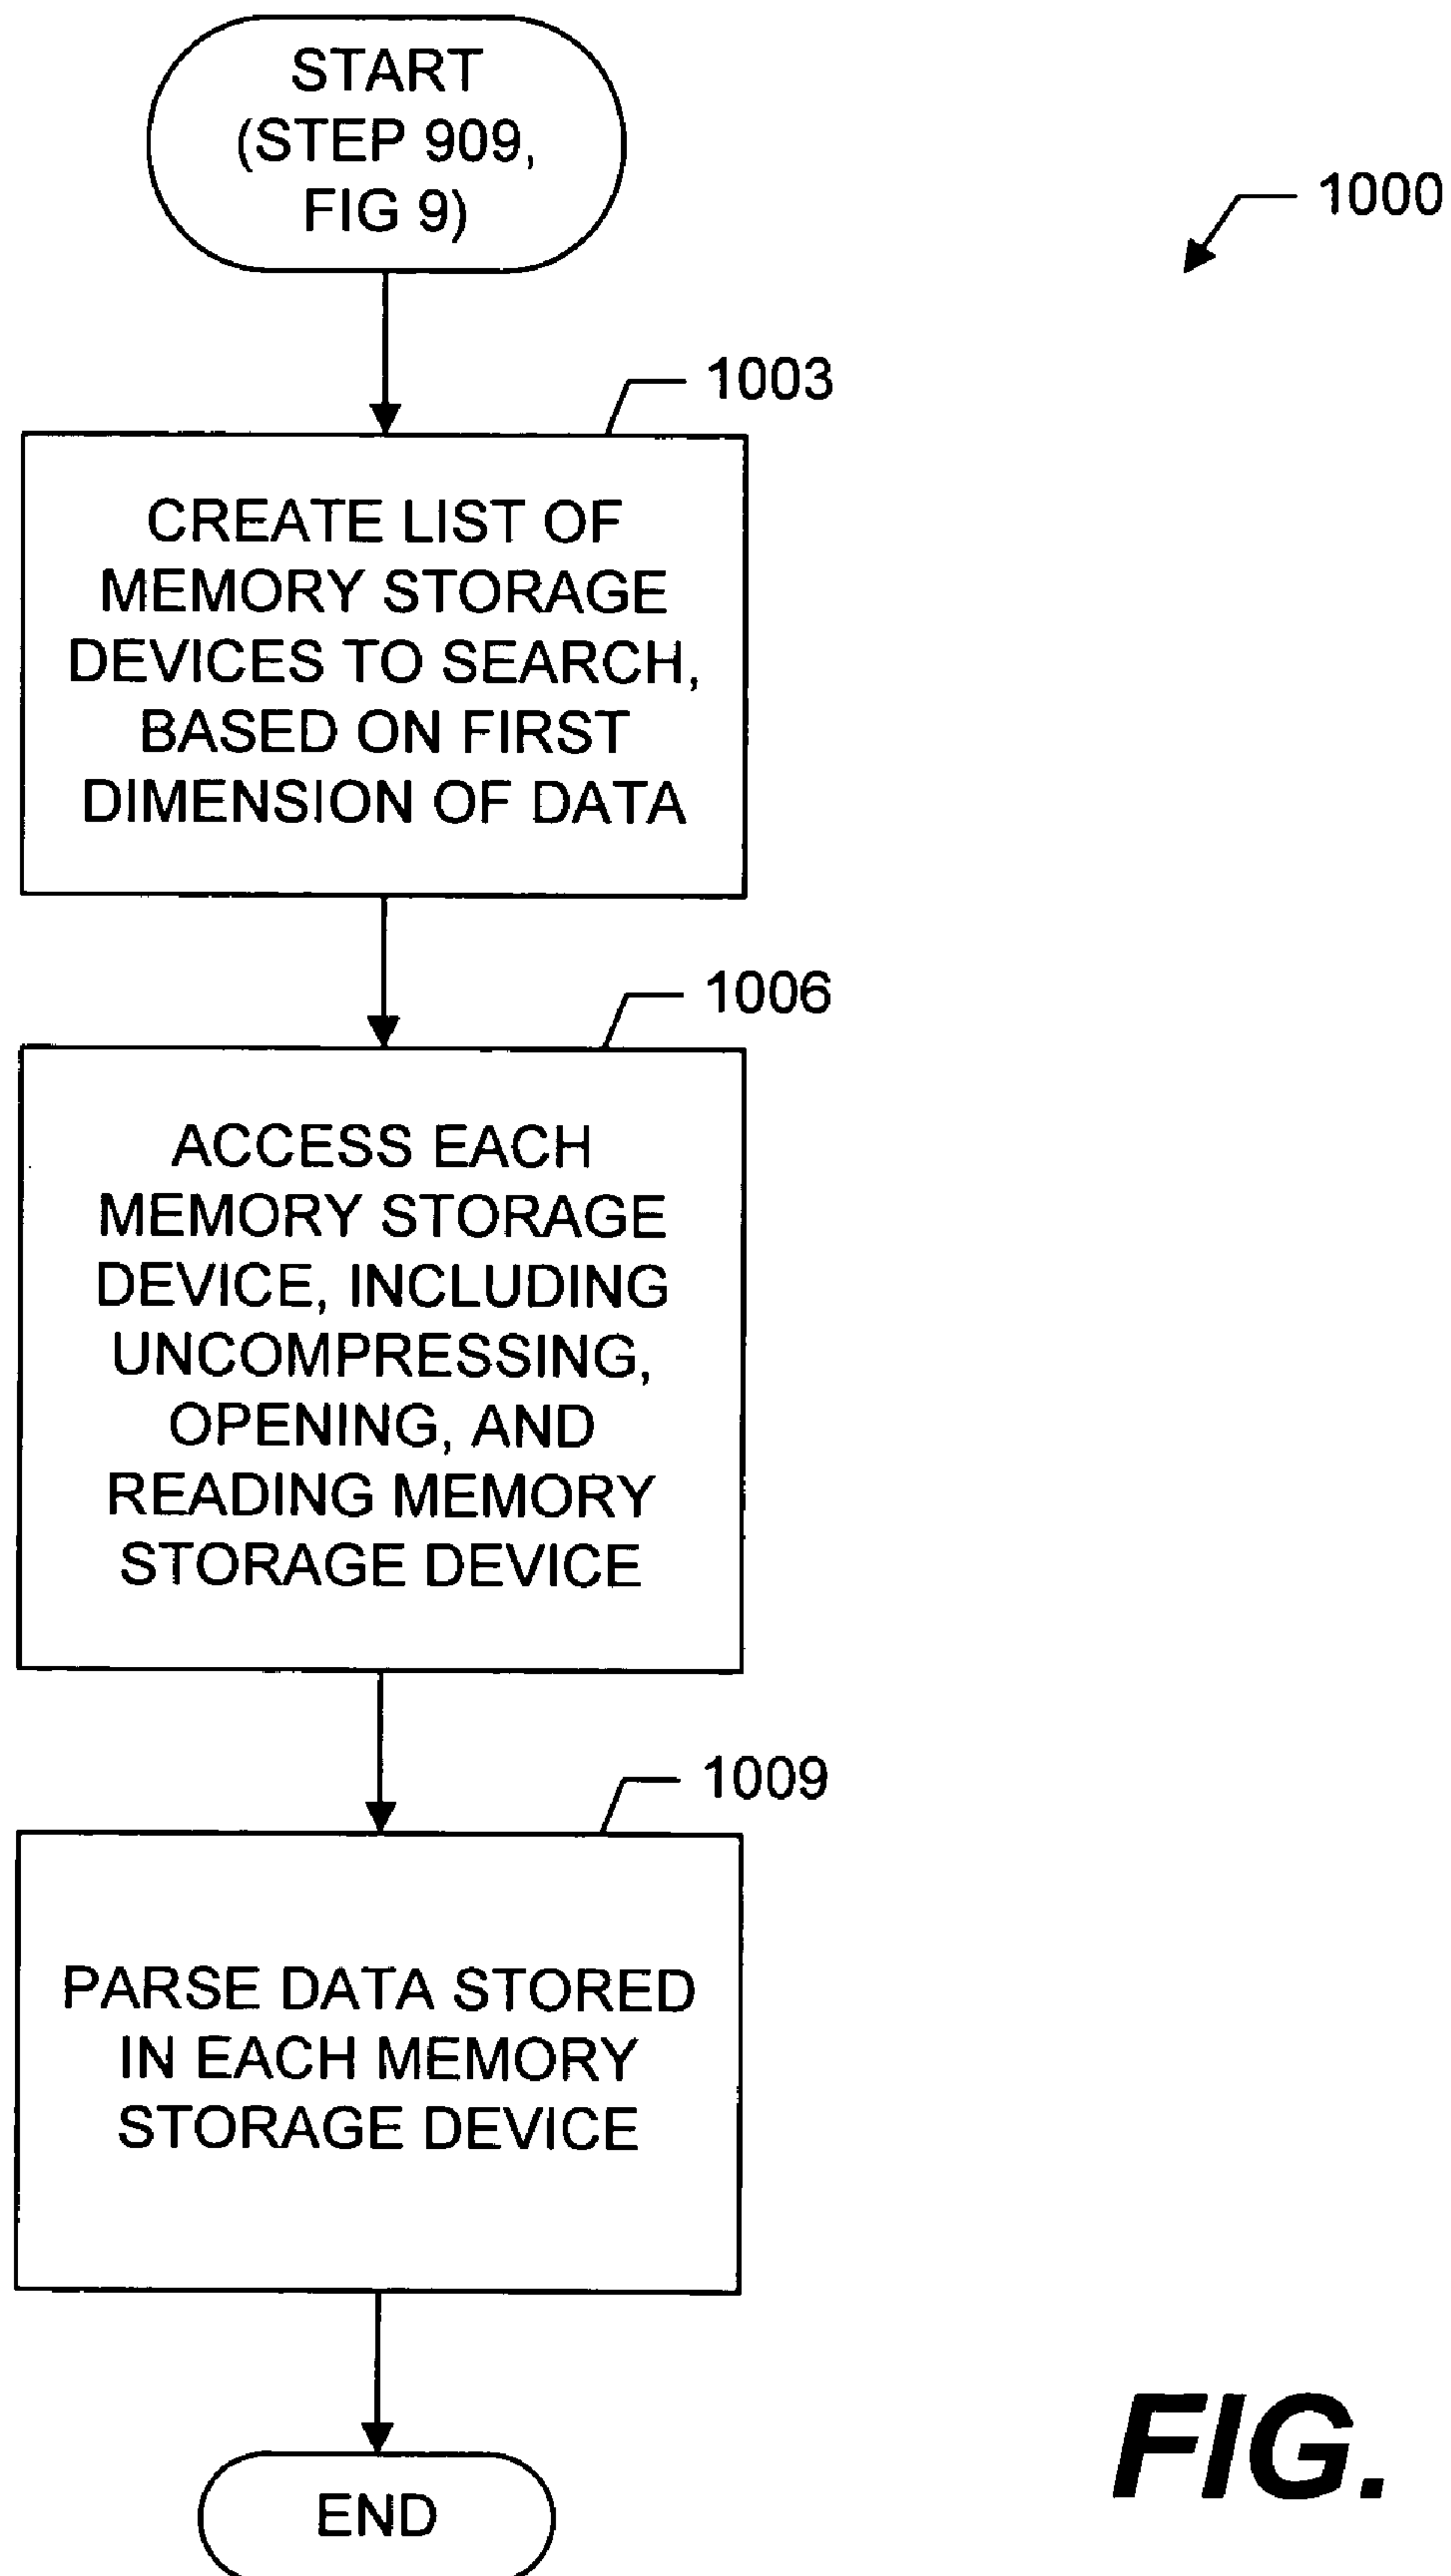 START
(STEP 909,
FIG 9)
1000
1003
CREATE LIST OF
MEMORY STORAGE
DEVICES TO SEARCH,
BASED ON FIRST
DIMENSION OF DATA
1006
ACCESS EACH
MEMORY STORAGE
DEVICE, INCLUDING
UNCOMPRESSING,
OPENING, AND
READING MEMORY
STORAGE DEVICE
1009
PARSE DATA STORED
IN EACH MEMORY
STORAGE DEVICE
END
FIG.